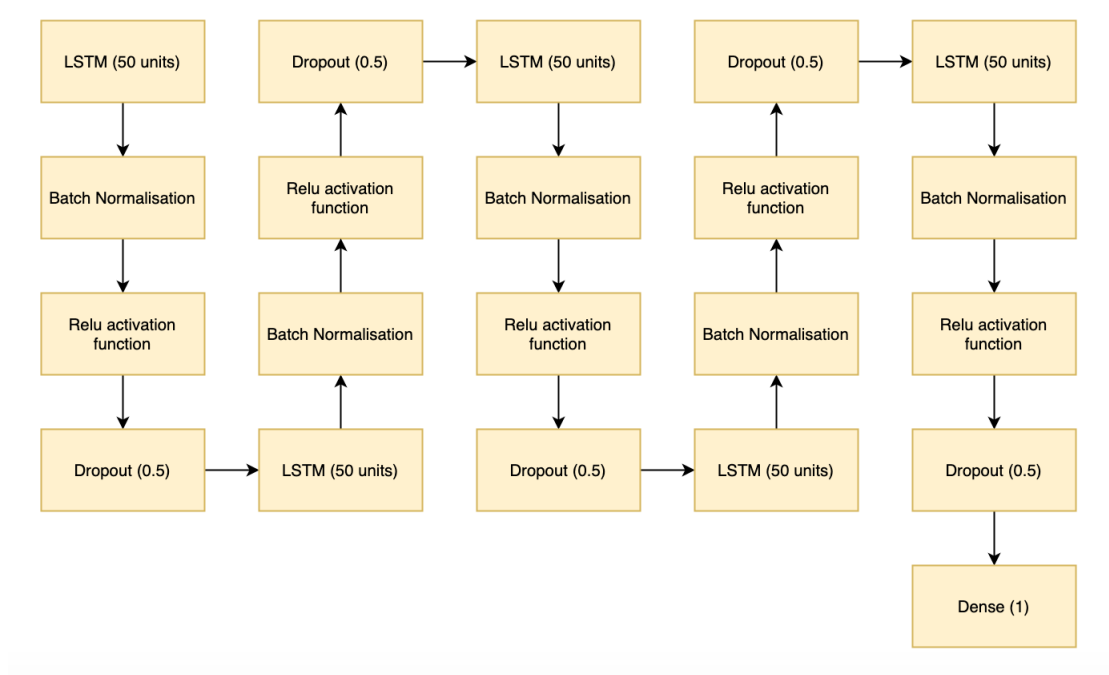 LSTM (50 units)
Batch Normalisation
Relu activation
function
Dropout (0.5)
LSTM (50 units)
Batch Normalisation
Relu activation
function
Dropout (0.5)
LSTM (50 units)
Batch Normalisation
Relu activation
function
Dropout (0.5)
LSTM (50 units)
Batch Normalisation
Relu activation
function
Dropout (0.5)
LSTM (50 units)
Batch Normalisation
Relu activation
function
Dropout (0.5)
Dense (1)